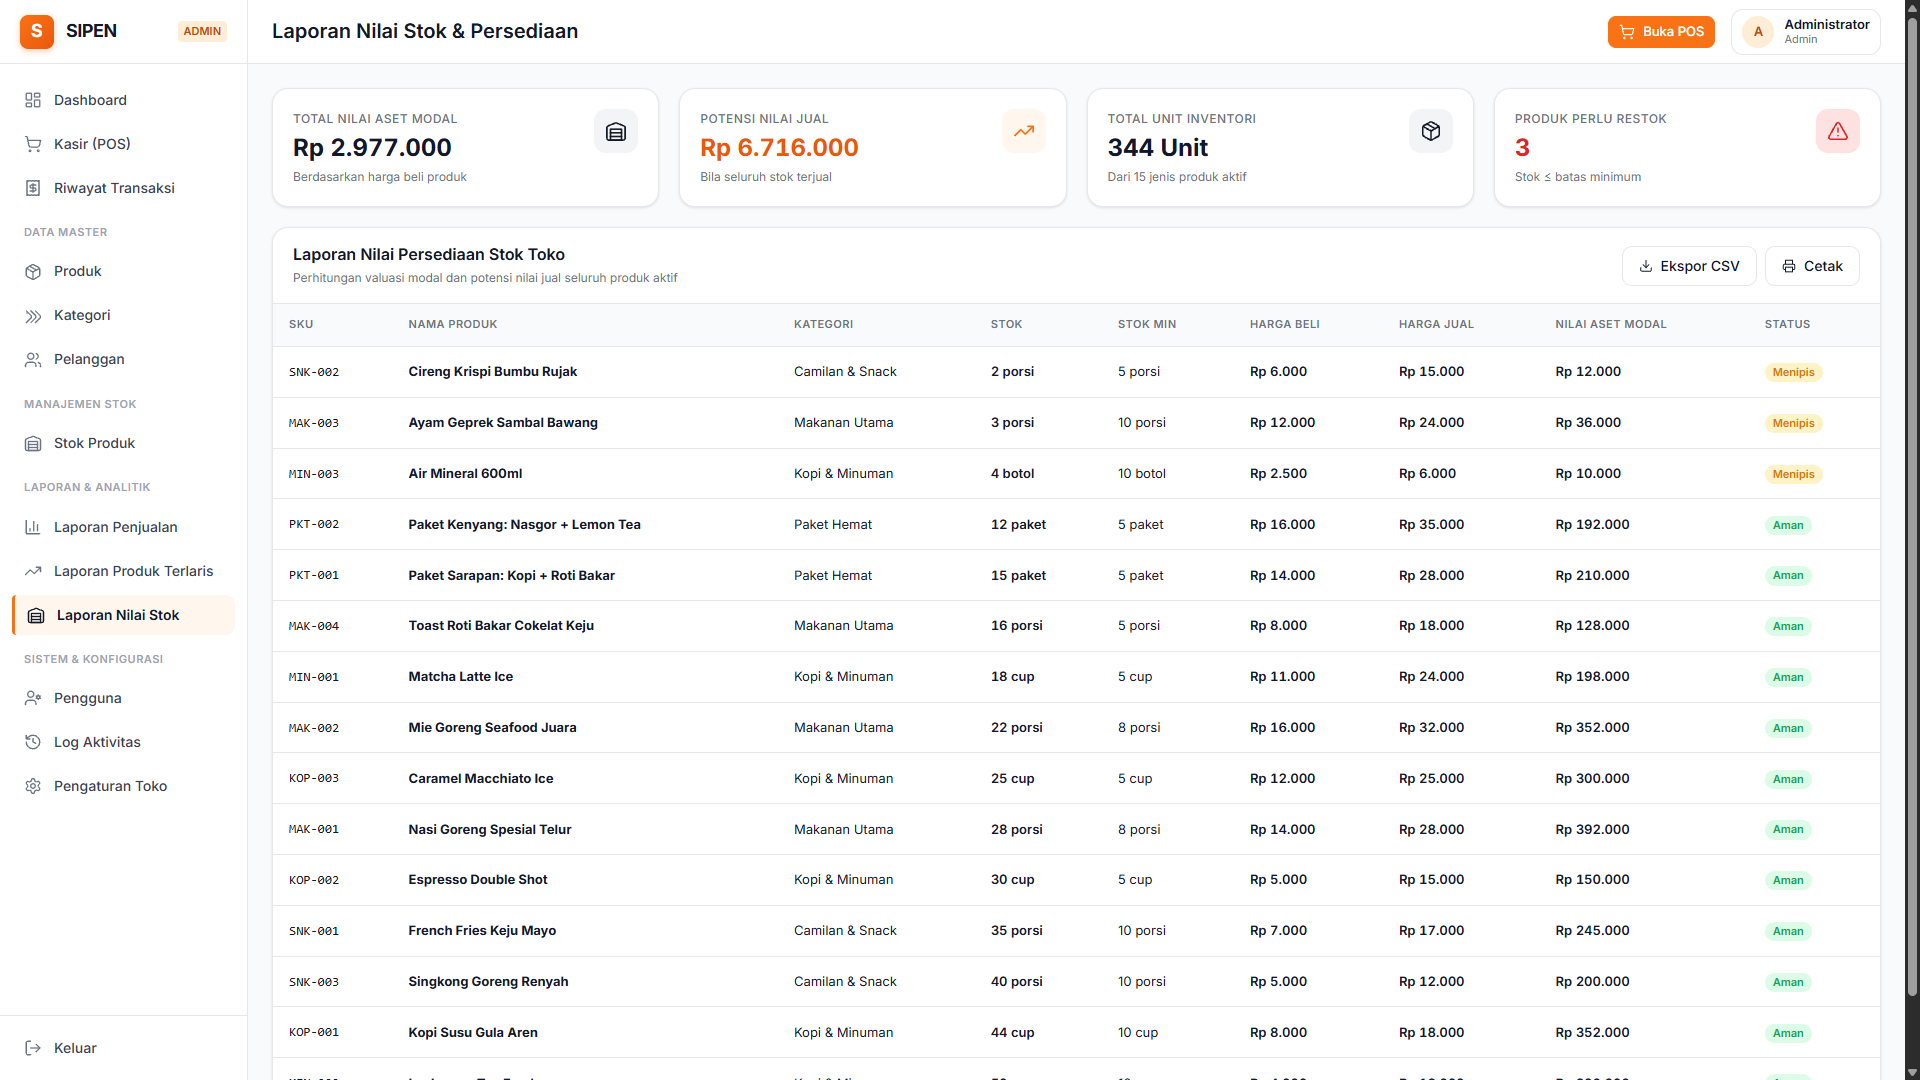 S SIPEN ADMIN
Dashboard
Kasir (POS)
Riwayat Transaksi
DATA MASTER
Produk
Kategori
Pelanggan
MANAJEMEN STOK
Stok Produk
LAPORAN & ANALITIK
Laporan Penjualan
Laporan Produk Terlaris
Laporan Nilai Stok
SISTEM & KONFIGURASI
Pengguna
Log Aktivitas
Pengaturan Toko
Keluar
Laporan Nilai Stok & Persediaan
Buka POS
A
Administrator
Admin
TOTAL NILAI ASET MODAL
Rp 2.977.000
Berdasarkan harga beli produk
POTENSI NILAI JUAL
Rp 6.716.000
Bila seluruh stok terjual
TOTAL UNIT INVENTORI
344 Unit
Dari 15 jenis produk aktif
PRODUK PERLU RESTOK
3
Stok ≤ batas minimum
Laporan Nilai Persediaan Stok Toko
Perhitungan valuasi modal dan potensi nilai jual seluruh produk aktif
Ekspor CSV
Cetak
SKU NAMA PRODUK KATEGORI STOK STOK MIN HARGA BELI HARGA JUAL NILAI ASET MODAL STATUS
SNK-002 Cireng Krispi Bumbu Rujak Camilan & Snack 2 porsi 5 porsi Rp 6.000 Rp 15.000 Rp 12.000 Menipis
MAK-003 Ayam Geprek Sambal Bawang Makanan Utama 3 porsi 10 porsi Rp 12.000 Rp 24.000 Rp 36.000 Menipis
MIN-003 Air Mineral 600ml Kopi & Minuman 4 botol 10 botol Rp 2.500 Rp 6.000 Rp 10.000 Menipis
PKT-002 Paket Kenyang: Nasgor + Lemon Tea Paket Hemat 12 paket 5 paket Rp 16.000 Rp 35.000 Rp 192.000 Aman
PKT-001 Paket Sarapan: Kopi + Roti Bakar Paket Hemat 15 paket 5 paket Rp 14.000 Rp 28.000 Rp 210.000 Aman
MAK-004 Toast Roti Bakar Cokelat Keju Makanan Utama 16 porsi 5 porsi Rp 8.000 Rp 18.000 Rp 128.000 Aman
MIN-001 Matcha Latte Ice Kopi & Minuman 18 cup 5 cup Rp 11.000 Rp 24.000 Rp 198.000 Aman
MAK-002 Mie Goreng Seafood Juara Makanan Utama 22 porsi 8 porsi Rp 16.000 Rp 32.000 Rp 352.000 Aman
KOP-003 Caramel Macchiato Ice Kopi & Minuman 25 cup 5 cup Rp 12.000 Rp 25.000 Rp 300.000 Aman
MAK-001 Nasi Goreng Spesial Telur Makanan Utama 28 porsi 8 porsi Rp 14.000 Rp 28.000 Rp 392.000 Aman
KOP-002 Espresso Double Shot Kopi & Minuman 30 cup 5 cup Rp 5.000 Rp 15.000 Rp 150.000 Aman
SNK-001 French Fries Keju Mayo Camilan & Snack 35 porsi 10 porsi Rp 7.000 Rp 17.000 Rp 245.000 Aman
SNK-003 Singkong Goreng Renyah Camilan & Snack 40 porsi 10 porsi Rp 5.000 Rp 12.000 Rp 200.000 Aman
KOP-001 Kopi Susu Gula Aren Kopi & Minuman 44 cup 10 cup Rp 8.000 Rp 18.000 Rp 352.000 Aman